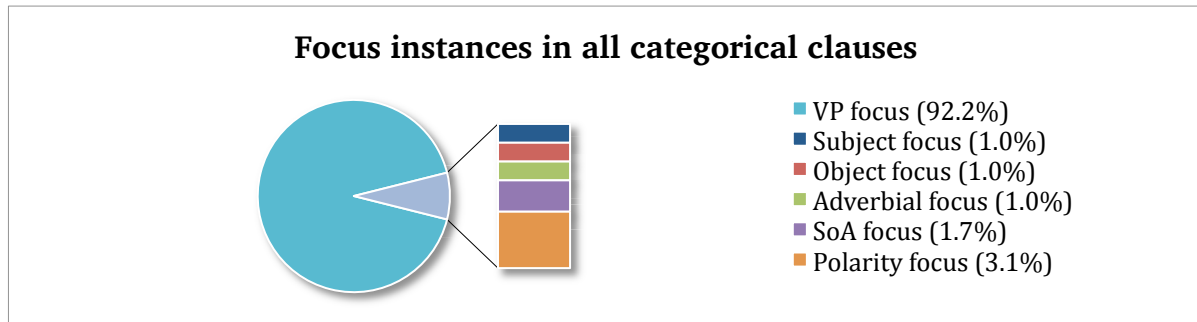 Focus instances in all categorical clauses
VP focus (92.2%)
Subject focus (1.0%)
Object focus (1.0%)
Adverbial focus (1.0%)
SoA focus (1.7%)
Polarity focus (3.1%)